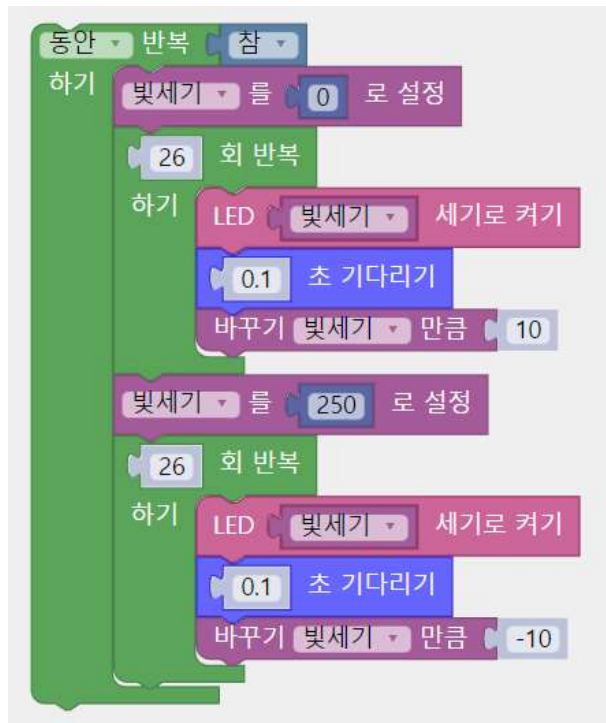 동안 반복 참
하기 빛세기 를 0 로 설정
26 회 반복
하기 LED 빛세기 세기로 켜기
0.1 초 기다리기
바꾸기 빛세기 만큼 10
빛세기 를 250 로 설정
26 회 반복
하기 LED 빛세기 세기로 켜기
0.1 초 기다리기
바꾸기 빛세기 만큼 -10